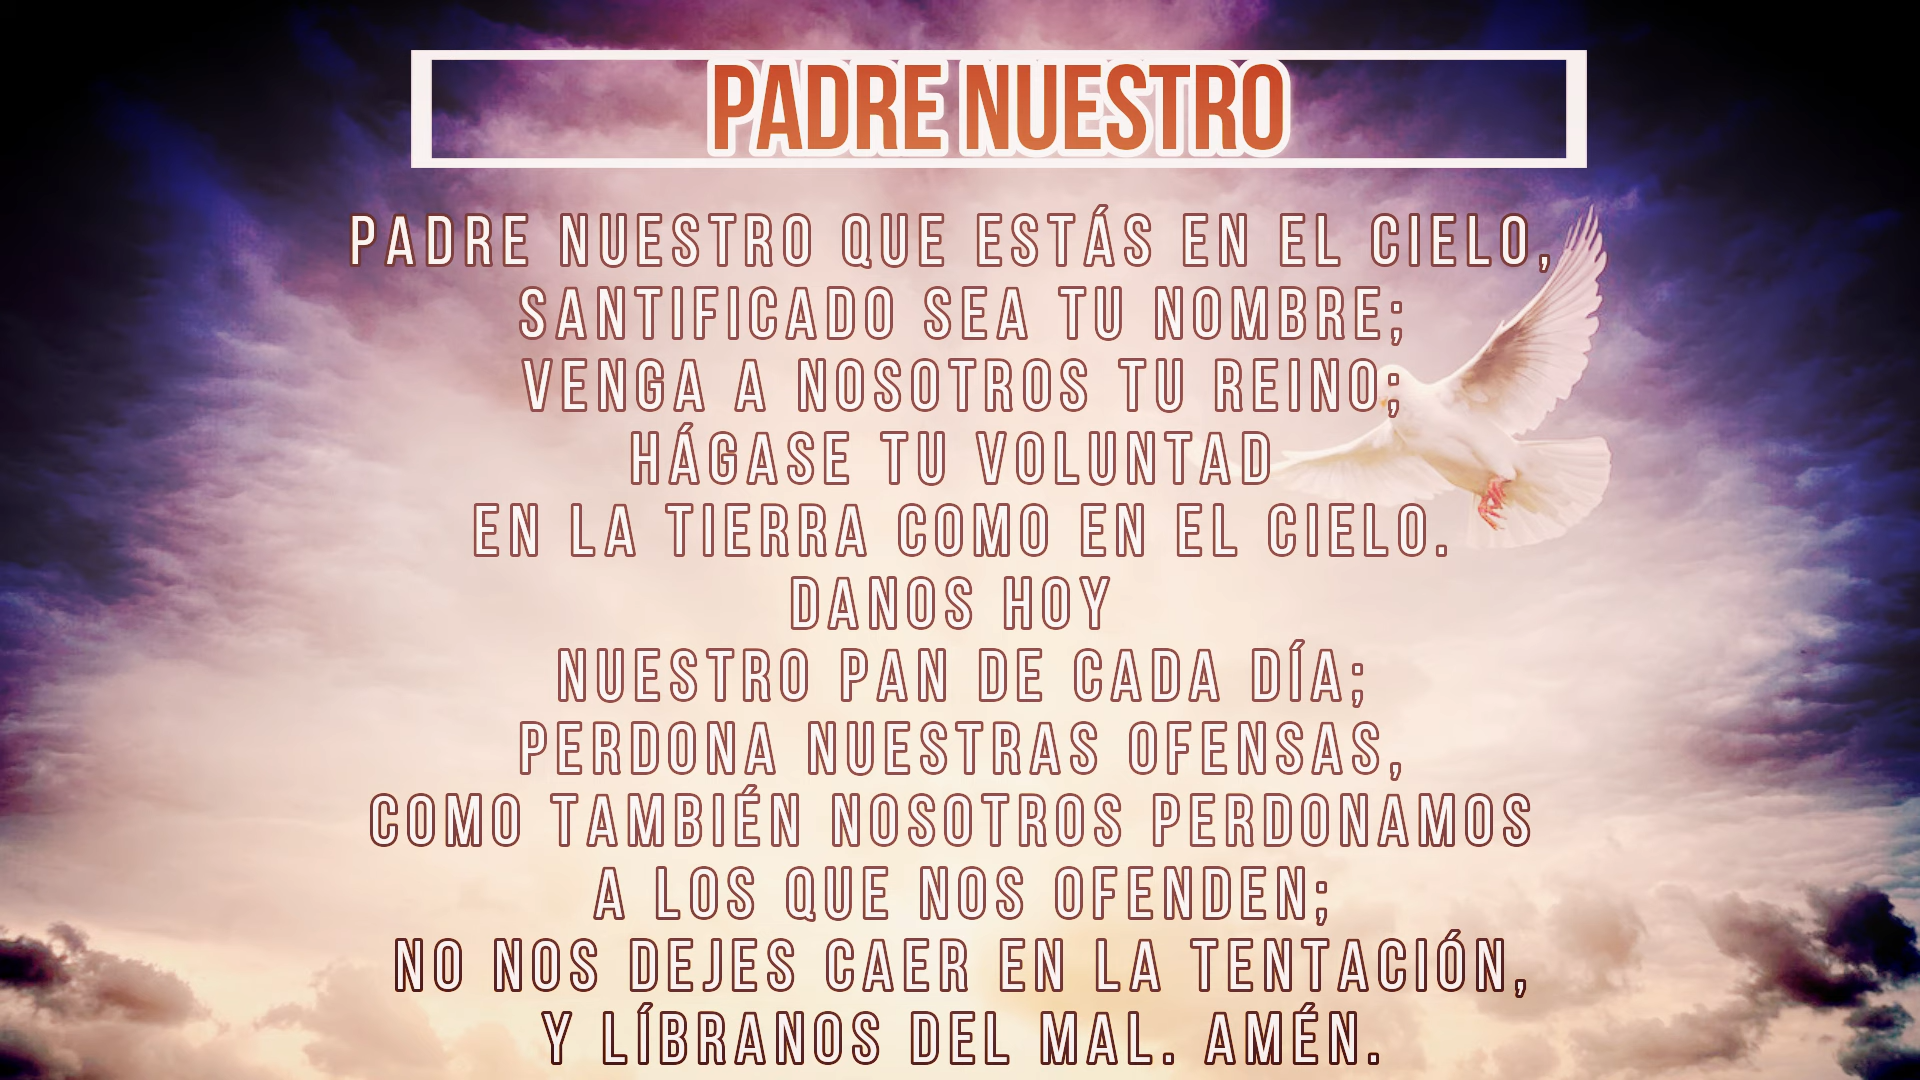 PADRE NUESTRO
PADRE NUESTRO QUE ESTÁS EN EL CIELO,
SANTIFICADO SEA TU NOMBRE;
VENGA A NOSOTROS TU REINO;
HÁGASE TU VOLUNTAD
EN LA TIERRA COMO EN EL CIELO.
DANOS HOY
NUESTRO PAN DE CADA DÍA;
PERDONA NUESTRAS OFENSAS,
COMO TAMBIÉN NOSOTROS PERDONAMOS
A LOS QUE NOS OFENDEN;
NO NOS DEJES CAER EN LA TENTACIÓN,
Y LÍBRANOS DEL MAL. AMÉN.